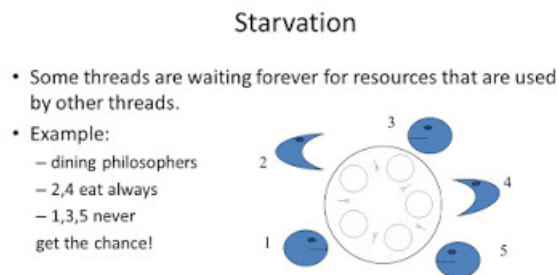 Starvation
• Some threads are waiting forever for resources that are used
by other threads.
• Example:
– dining philosophers
– 2,4 eat always
– 1,3,5 never
get the chance!
3
2
4
1
5